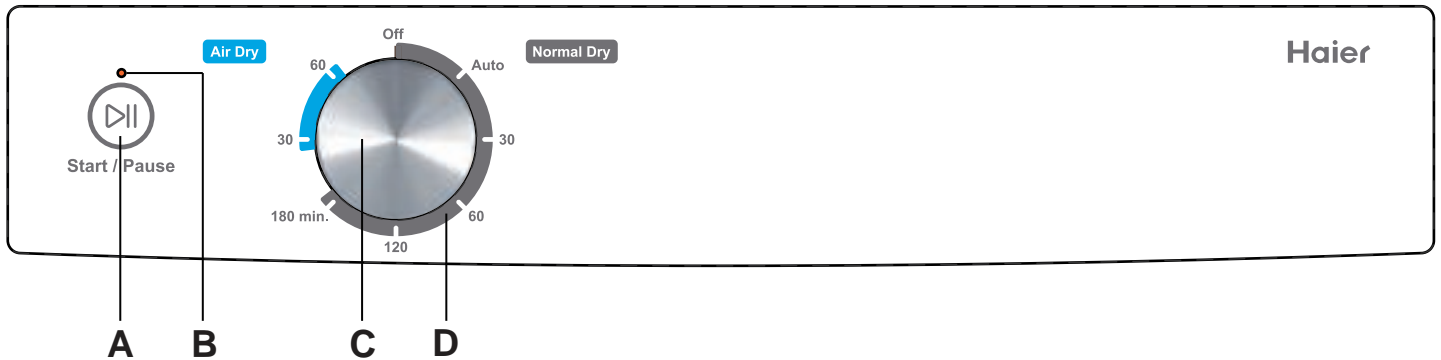 Off
Air Dry
Normal Dry
Haier
60
Auto
30
30
Start / Pause
180 min.
60
120
A
B
C
D